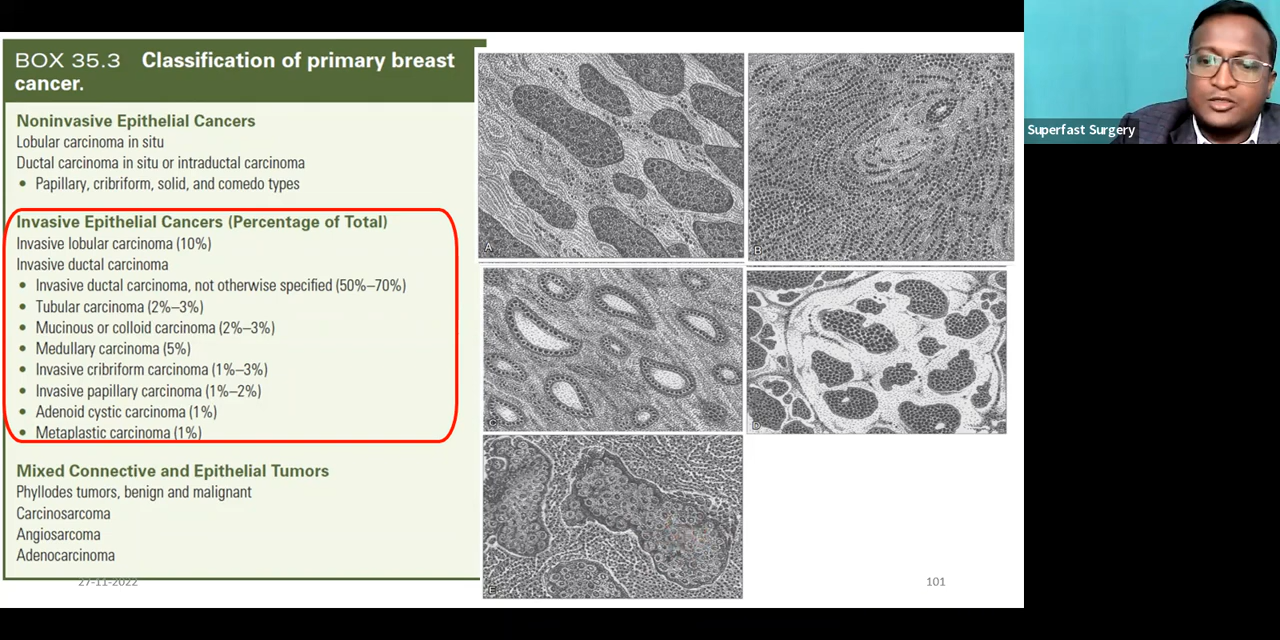 BOX 35.3 Classification of primary breast
cancer.
Noninvasive Epithelial Cancers
Lobular carcinoma in situ
Ductal carcinoma in situ or intraductal carcinoma
• Papillary, cribriform, solid, and comedo types
Invasive Epithelial Cancers (Percentage of Total)
Invasive lobular carcinoma (10%)
Invasive ductal carcinoma
• Invasive ductal carcinoma, not otherwise specified (50%–70%)
• Tubular carcinoma (2%–3%)
• Mucinous or colloid carcinoma (2%–3%)
• Medullary carcinoma (5%)
• Invasive cribriform carcinoma (1%–3%)
• Invasive papillary carcinoma (1%–2%)
• Adenoid cystic carcinoma (1%)
• Metaplastic carcinoma (1%)
Mixed Connective and Epithelial Tumors
Phyllodes tumors, benign and malignant
Carcinosarcoma
Angiosarcoma
Adenocarcinoma
27-11-2022
A
B
C
D
E
101
Superfast Surgery